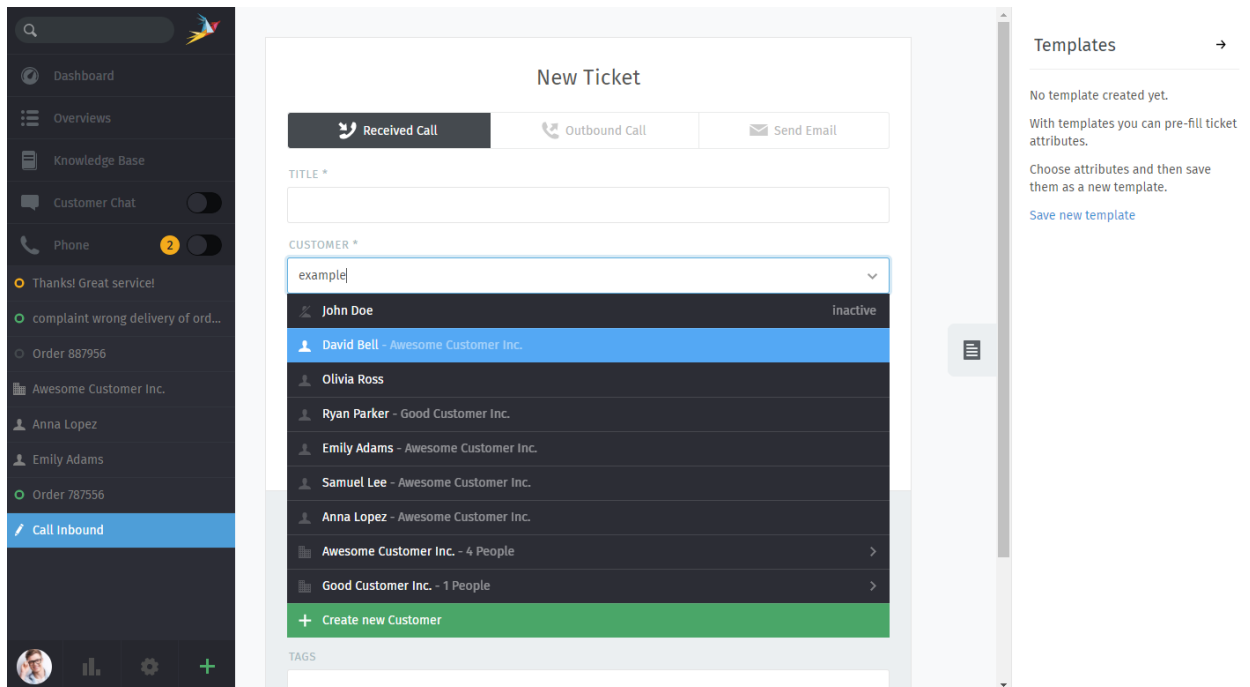 Dashboard
Overviews
Knowledge Base
Customer Chat
Phone 2
Thanks! Great service!
complaint wrong delivery of ord...
Order 887956
Awesome Customer Inc.
Anna Lopez
Emily Adams
Order 787556
Call Inbound
New Ticket
Received Call
Outbound Call
Send Email
TITLE *
CUSTOMER *
example
John Doe inactive
David Bell - Awesome Customer Inc.
Olivia Ross
Ryan Parker - Good Customer Inc.
Emily Adams - Awesome Customer Inc.
Samuel Lee - Awesome Customer Inc.
Anna Lopez - Awesome Customer Inc.
Awesome Customer Inc. - 4 People
Good Customer Inc. - 1 People
Create new Customer
TAGS
Templates
No template created yet.
With templates you can pre-fill ticket
attributes.
Choose attributes and then save
them as a new template.
Save new template